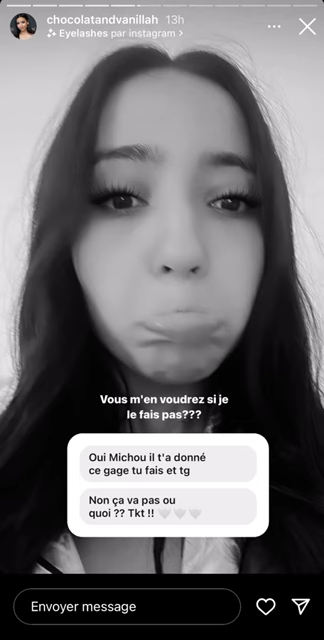 chocolatandvanillah 13h
Eyelashes par instagram >
Vous m'en voudrez si je
le fais pas???
Oui Michou il t'a donné
ce gage tu fais et tg
Non ça va pas ou
quoi ?? Tkt !! 🤍🤍🤍
Envoyer message